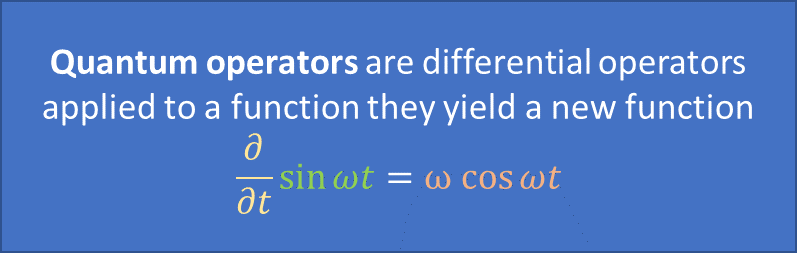 Quantum operators are differential operators
applied to a function they yield a new function
∂/∂t sin ωt = ω cos ωt